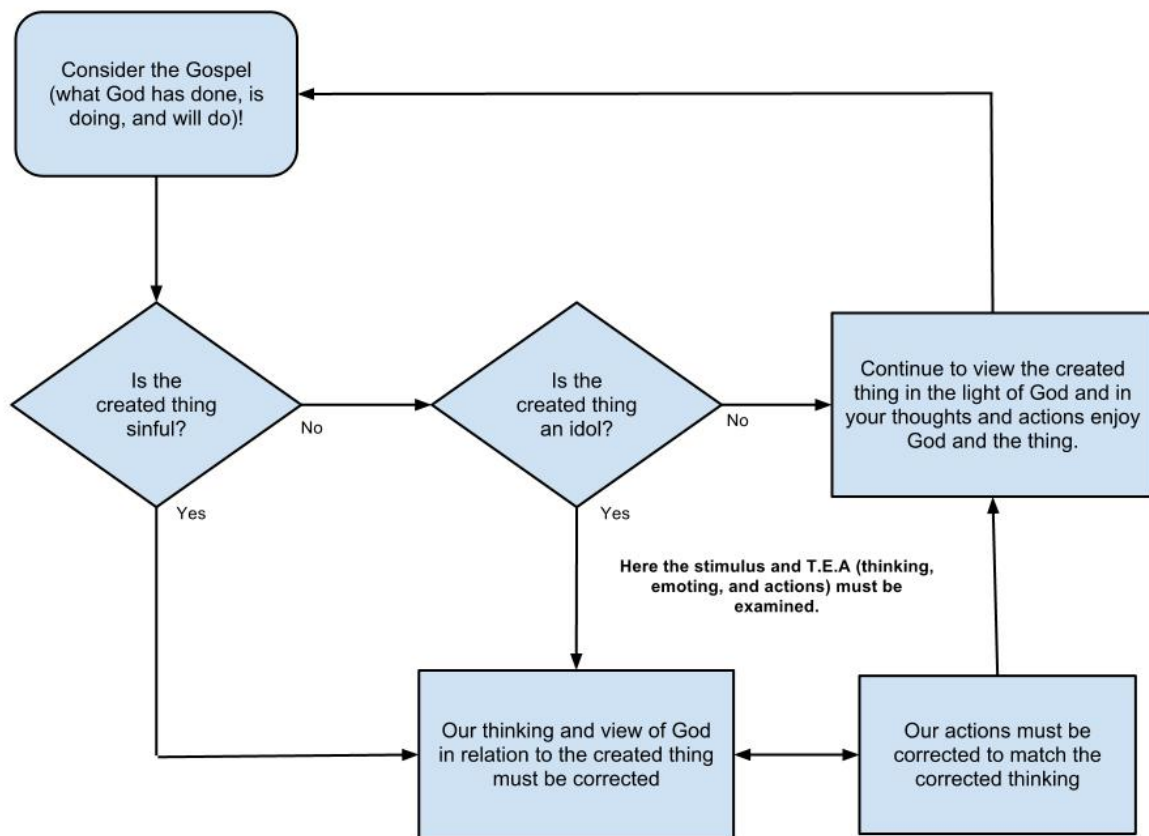 Consider the Gospel
(what God has done, is
doing, and will do)!
Is the
created thing
sinful?
No
Yes
Is the
created thing
an idol?
No
Yes
Continue to view the created
thing in the light of God and in
your thoughts and actions enjoy
God and the thing.
Here the stimulus and T.E.A (thinking,
emoting, and actions) must be
examined.
Our thinking and view of God
in relation to the created thing
must be corrected
Our actions must be
corrected to match the
corrected thinking